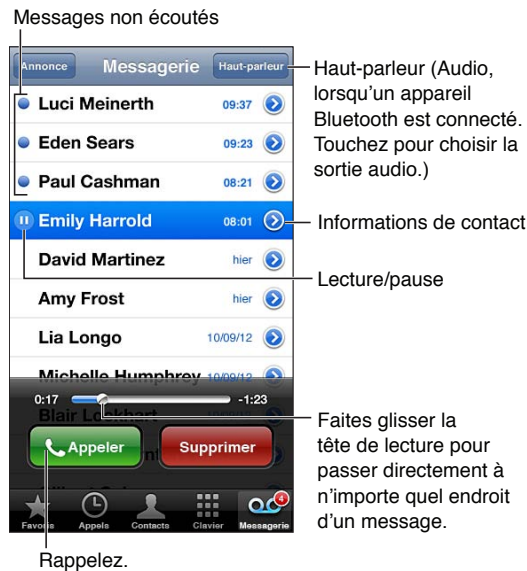 Messages non écoutés
Annonce
Messagerie
Haut-parleur
Luci Meinerth 09:37
Eden Sears 09:23
Paul Cashman 08:21
Emily Harrold 08:01
David Martinez hier
Amy Frost hier
Lia Longo 10/09/12
Michelle Humphrey 10/09/12
0:17 -1:23
Blair Lockhart
Appeler
Supprimer
Favoris
Appels
Contacts
Clavier
Messagerie
4
Haut-parleur (Audio,
lorsqu'un appareil
Bluetooth est connecté.
Touchez pour choisir la
sortie audio.)
Informations de contact
Lecture/pause
Faites glisser la
tête de lecture pour
passer directement à
n'importe quel endroit
d'un message.
Rappelez.